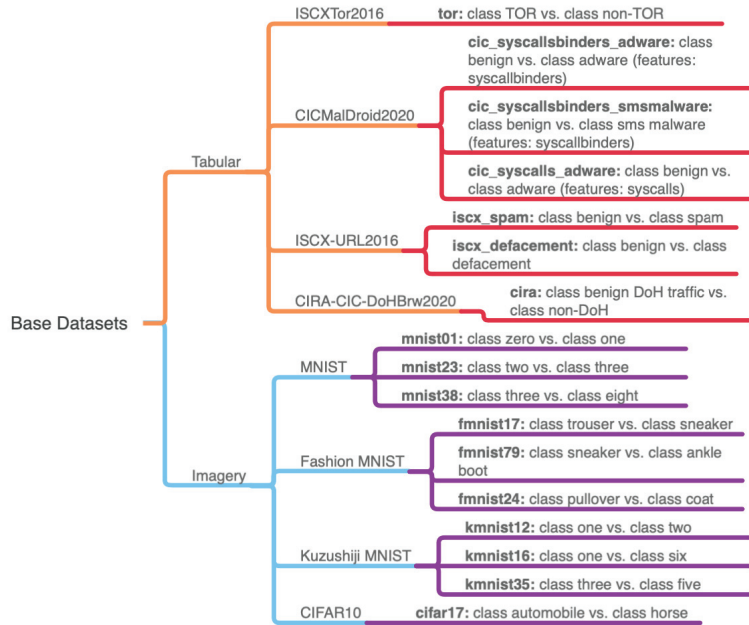 Base Datasets
Tabular
ISCXTor2016
tor: class TOR vs. class non-TOR
CICMalDroid2020
cic_syscallsbinders_adware: class
benign vs. class adware (features:
syscallbinders)
cic_syscallsbinders_smsmalware:
class benign vs. class sms malware
(features: syscallbinders)
cic_syscalls_adware: class benign vs.
class adware (features: syscalls)
ISCX-URL2016
iscx_spam: class benign vs. class spam
iscx_defacement: class benign vs. class
defacement
CIRA-CIC-DoHBrw2020
cira: class benign DoH traffic vs.
class non-DoH
Imagery
MNIST
mnist01: class zero vs. class one
mnist23: class two vs. class three
mnist38: class three vs. class eight
Fashion MNIST
fmnist17: class trouser vs. class sneaker
fmnist79: class sneaker vs. class ankle
boot
fmnist24: class pullover vs. class coat
Kuzushiji MNIST
kmnist12: class one vs. class two
kmnist16: class one vs. class six
kmnist35: class three vs. class five
CIFAR10
cifar17: class automobile vs. class horse